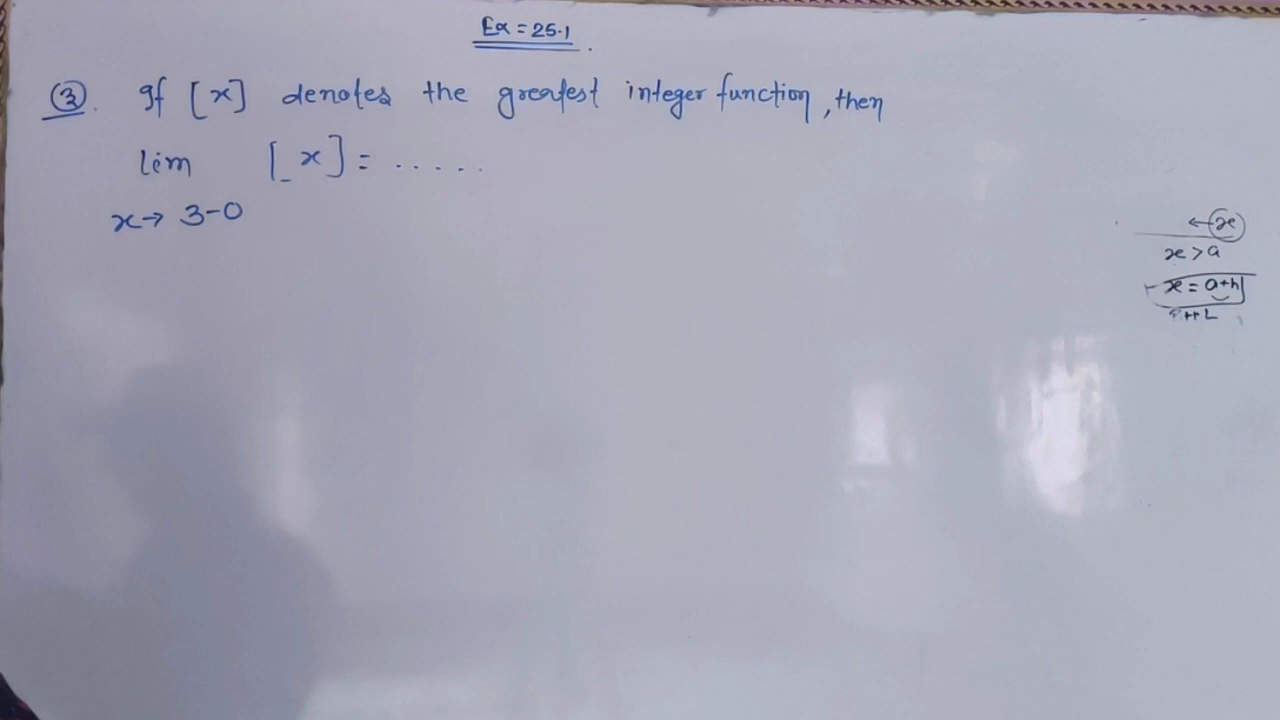 Ex = 25.1
③. If [x] denotes the greatest integer function, then
lim [x] = .....
x → 3-0
← x
x > a
x = a+h